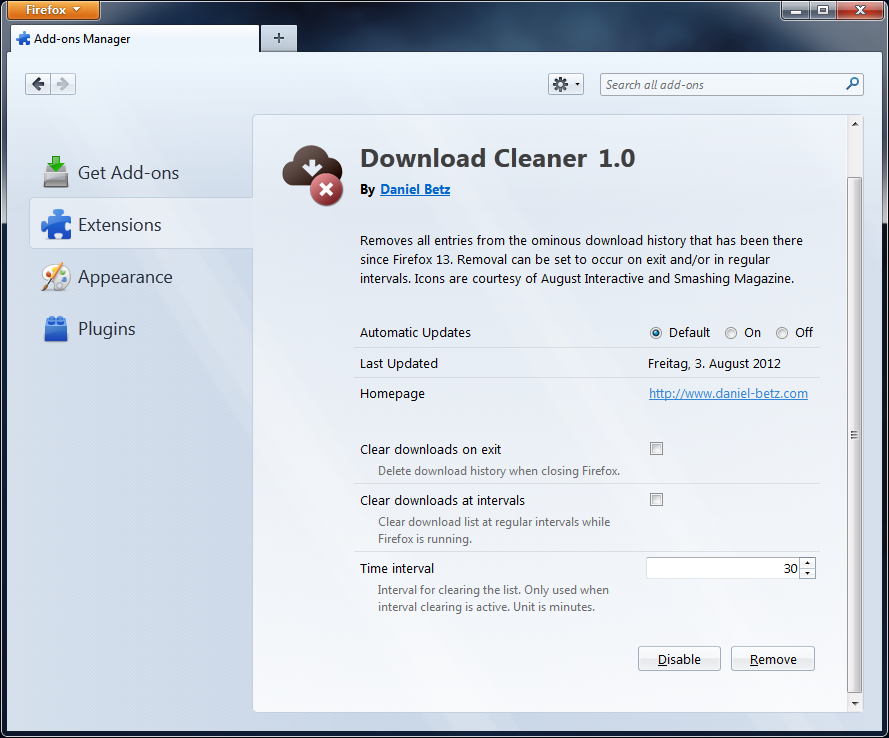 Firefox
Add-ons Manager
Search all add-ons
Get Add-ons
Extensions
Appearance
Plugins
Download Cleaner 1.0
By Daniel Betz
Removes all entries from the ominous download history that has been there
since Firefox 13. Removal can be set to occur on exit and/or in regular
intervals. Icons are courtesy of August Interactive and Smashing Magazine.
Automatic Updates Default On Off
Last Updated Freitag, 3. August 2012
Homepage http://www.daniel-betz.com
Clear downloads on exit
Delete download history when closing Firefox.
Clear downloads at intervals
Clear download list at regular intervals while
Firefox is running.
Time interval 30
Interval for clearing the list. Only used when
interval clearing is active. Unit is minutes.
Disable Remove